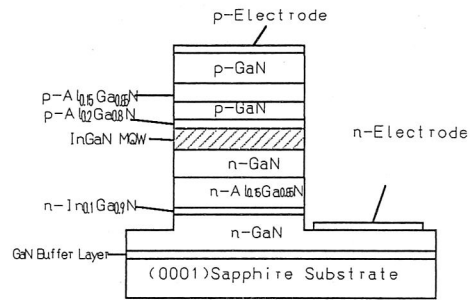 p-Electrode
p-GaN
p-Al0.15Ga0.85N
p-GaN
p-Al0.2Ga0.8N
InGaN MQW
n-Electrode
n-GaN
n-Al0.15Ga0.85N
n-In0.1Ga0.9N
n-GaN
GaN Buffer Layer
(0001)Sapphire Substrate